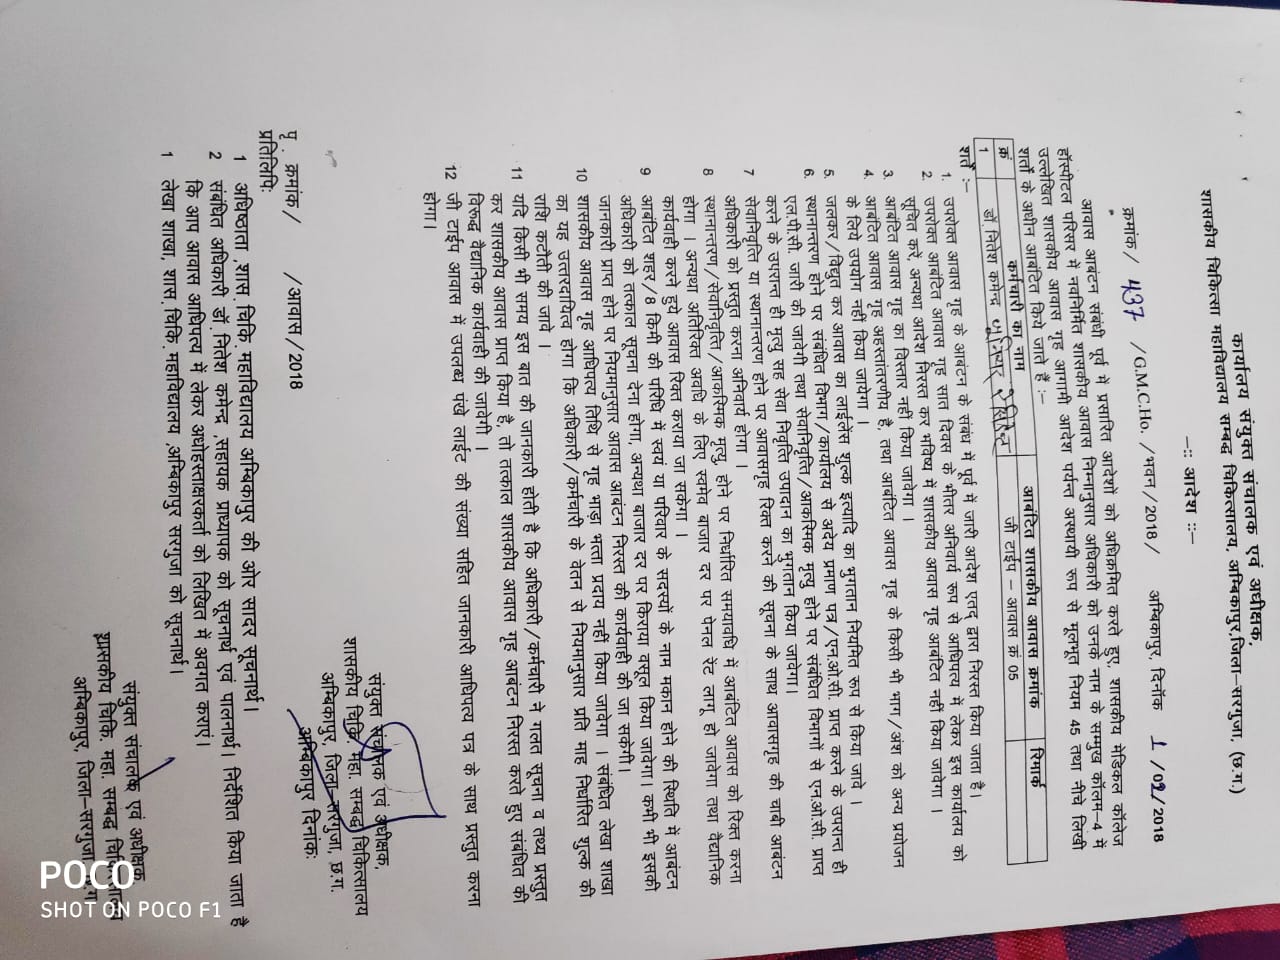 कार्यालय संयुक्त संचालक एवं अधीक्षक,
शासकीय चिकित्सा महाविद्यालय सम्बद्ध चिकित्सालय, अम्बिकापुर,जिला–सरगुजा, (छ.ग.)
–:: आदेश ::–
क्रमांक/ 437 /G.M.C.Ho. /भवन/2018/ अम्बिकापुर, दिनॉक 1 /02/2018
आवास आबंटन संबंधी पूर्व में प्रसारित आदेशों को अधिक्रमित करते हुए, शासकीय मेडिकल कॉलेज
हॉस्पीटल परिसर में नवनिर्मित शासकीय आवास निम्नानुसार अधिकारी को उनके नाम के सम्मुख कॉलम–4 में
उल्लेखित शासकीय आवास गृह आगामी आदेश पर्यन्त अस्थायी रूप से मूलभूत नियम 45 तथा नीचे लिखी
शर्तो के अधीन आबंटित किये जाते हैं :–
क्रं कर्मचारी का नाम आबंटित शासकीय आवास क्रमांक रिमार्क
1 डॉ.नितेश कमेन्द्र जूनियर रेसिडेन्ट जी टाईप – आवास क्रं 05
शर्ते :–
1. उपरोक्त आवास गृह के आबंटन के संबंध में पूर्व में जारी आदेश एतद् द्वारा निरस्त किया जाता है।
2. उपरोक्त आबंटित आवास गृह सात दिवस के भीतर अनिवार्य रूप से आधिपत्य में लेकर इस कार्यालय को
सूचित करें, अन्यथा आदेश निरस्त कर भविष्य में शासकीय आवास गृह आबंटित नहीं किया जावेगा ।
3. आबंटित आवास गृह का विस्तार नहीं किया जावेगा ।
4. आबंटित आवास गृह अहस्तांतरणीय है, तथा आबंटित आवास गृह के किसी भी भाग/अंश को अन्य प्रयोजन
के लिये उपयोग नहीं किया जायेगा ।
5. जलकर/विद्युत कर आवास का लाईलेंस शुल्क इत्यादि का भुगतान नियमित रूप से किया जावे ।
6. स्थानान्तरण होने पर संबंधित विभाग/कार्यालय से अदेय प्रमाण पत्र/एन.ओ.सी. प्राप्त करने के उपरान्त ही
एल.पी.सी. जारी की जावेगी तथा सेवानिवृत्ति/आकस्मिक मृत्यु होने पर संबंधित विभागों से एन.ओ.सी. प्राप्त
करने के उपरान्त ही मृत्यु सह सेवा निवृत्ति उपादान का भुगतान किया जावेगा।
7 सेवानिवृत्ति या स्थानान्तरण होने पर आवासगृह रिक्त करने की सूचना के साथ आवासगृह की चाबी आबंटन
अधिकारी को प्रस्तुत करना अनिवार्य होगा ।
8 स्थानान्तरण/सेवानिवृत्ति/आकस्मिक मृत्यु, होने पर निर्धारित समयावधि में आबंटित आवास को रिक्त करना
होगा । अन्यथा अतिरिक्त अवधि के लिए स्वमेव बाजार दर पर पेनल रेंट लागू हो जावेगा तथा वैद्यानिक
कार्यवाही करने हुये आवास रिक्त कराया जा सकेगा ।
9 आबंटित शहर/8 किमी की परिधि में स्वयं या परिवार के सदस्यों के नाम मकान होने की स्थिति में आबंटन
अधिकारी को तत्काल सूचना देना होगा, अन्यथा बाजार दर पर किराया वसूल किया जावेगा। कभी भी इसकी
जानकारी प्राप्त होने पर नियमानुसार आवास आबंटन निरस्त की कार्यवाही की जा सकेगी।
10 शासकीय आवास गृह आधिपत्य तिथि से गृह भाड़ा भत्ता प्रदाय नहीं किया जावेगा । संबंधित लेखा शाखा
का यह उत्तरदायित्व होगा कि अधिकारी/कर्मचारी के वेतन से नियमानुसार प्रति माह निर्धारित शुल्क की
राशि कटौती की जावे ।
11 यदि किसी भी समय इस बात की जानकारी होती है कि अधिकारी/कर्मचारी ने गलत सूचना व तथ्य प्रस्तुत
कर शासकीय आवास प्राप्त किया है, तो तत्काल शासकीय आवास गृह आबंटन निरस्त करते हुए संबंधित की
विरूद्ध वैद्यानिक कार्यवाही की जावेगी ।
12 जी टाईप आवास में उपलब्ध पंखे लाईट की संख्या सहित जानकारी आधिपत्य पत्र के साथ प्रस्तुत करना
होगा।
संयुक्त संचालक एवं अधीक्षक,
शासकीय चिकि. महा. सम्बद्ध चिकित्सालय
अम्बिकापुर, जिला–सरगुजा, छ.ग.
अम्बिकापुर दिनांकः
पृ. क्रमांक/ /आवास/2018
प्रतिलिपिः
1 अधिष्ठाता ,शास.चिकि.महाविद्यालय अम्बिकापुर की ओर सादर सूचनार्थ।
2 संबंधित अधिकारी डॉ.नितेश कमेन्द्र ,सहायक प्राध्यापक को सूचनार्थ एवं पालनार्थ। निर्देशित किया जाता है
कि आप आवास आधिपत्य में लेकर अधोहस्ताक्षरकर्ता को लिखित में अवगत कराएं।
1 लेखा शाखा, शास.चिकि.महाविद्यालय ,अम्बिकापुर सरगुजा को सूचनार्थ।
संयुक्त संचालक एवं अधीक्षक
शासकीय चिकि. महा. सम्बद्ध चिकित्सालय
अम्बिकापुर, जिला–सरगुजा, छ.ग.
POCO
SHOT ON POCO F1